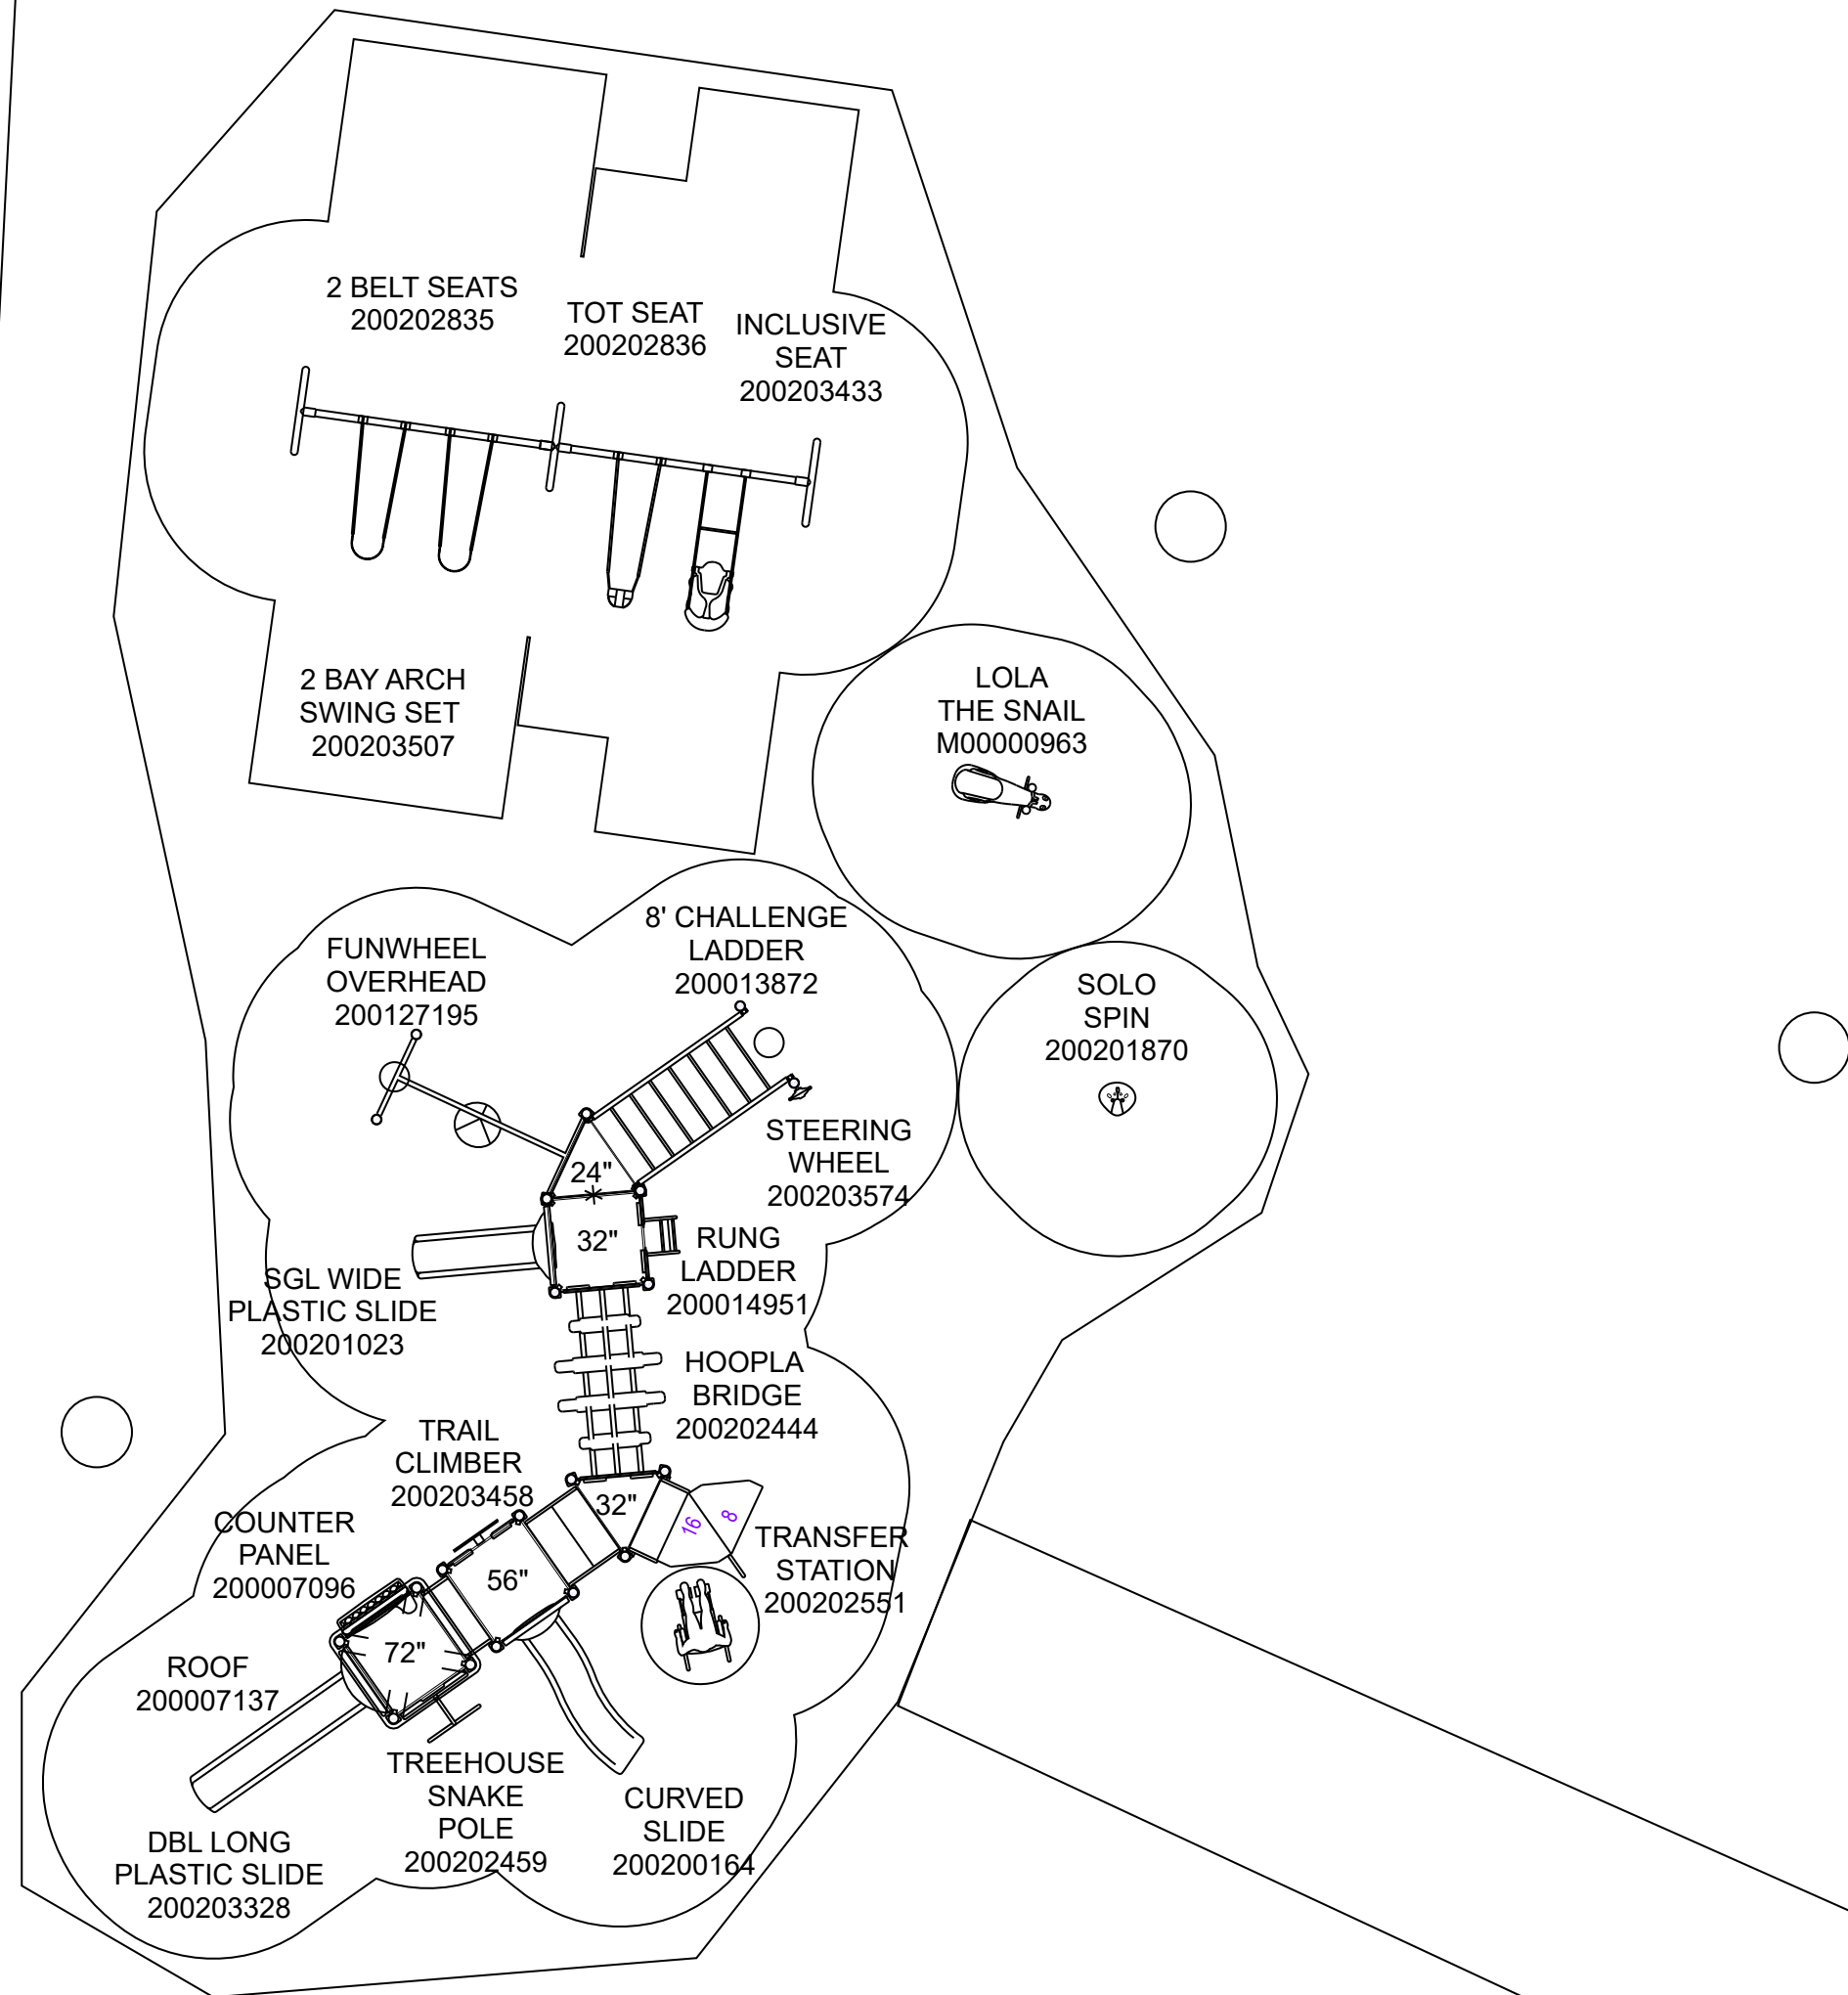 2 BELT SEATS
200202835
TOT SEAT
200202836
INCLUSIVE
SEAT
200203433
2 BAY ARCH
SWING SET
200203507
LOLA
THE SNAIL
M00000963
8' CHALLENGE
LADDER
200013872
FUNWHEEL
OVERHEAD
200127195
SOLO
SPIN
200201870
STEERING
WHEEL
200203574
24"
32"
RUNG
LADDER
200014951
SGL WIDE
PLASTIC SLIDE
200201023
HOOPLA
BRIDGE
200202444
TRAIL
CLIMBER
200203458
32"
16
8
COUNTER
PANEL
200007096
TRANSFER
STATION
200202551
56"
72"
ROOF
200007137
TREEHOUSE
SNAKE
POLE
200202459
CURVED
SLIDE
200200164
DBL LONG
PLASTIC SLIDE
200203328